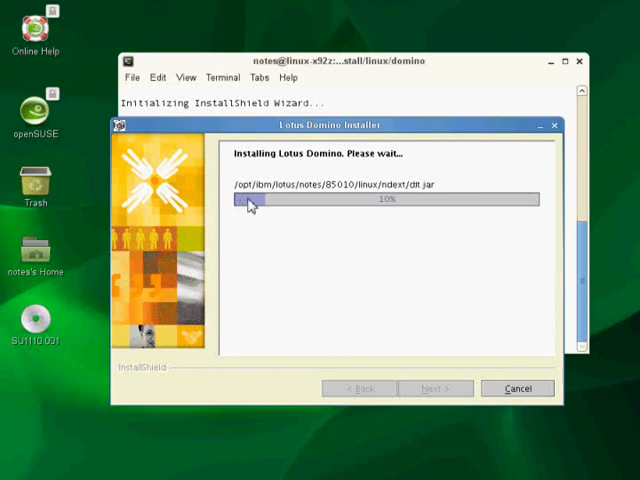 Online Help
openSUSE
Trash
notes's Home
SU1110.001
notes@linux-x92z:...stall/linux/domino
File Edit View Terminal Tabs Help
Initializing InstallShield Wizard...
Lotus Domino Installer
Installing Lotus Domino. Please wait...
/opt/ibm/lotus/notes/85010/linux/ndext/dlt.jar
10%
InstallShield
< Back Next > Cancel